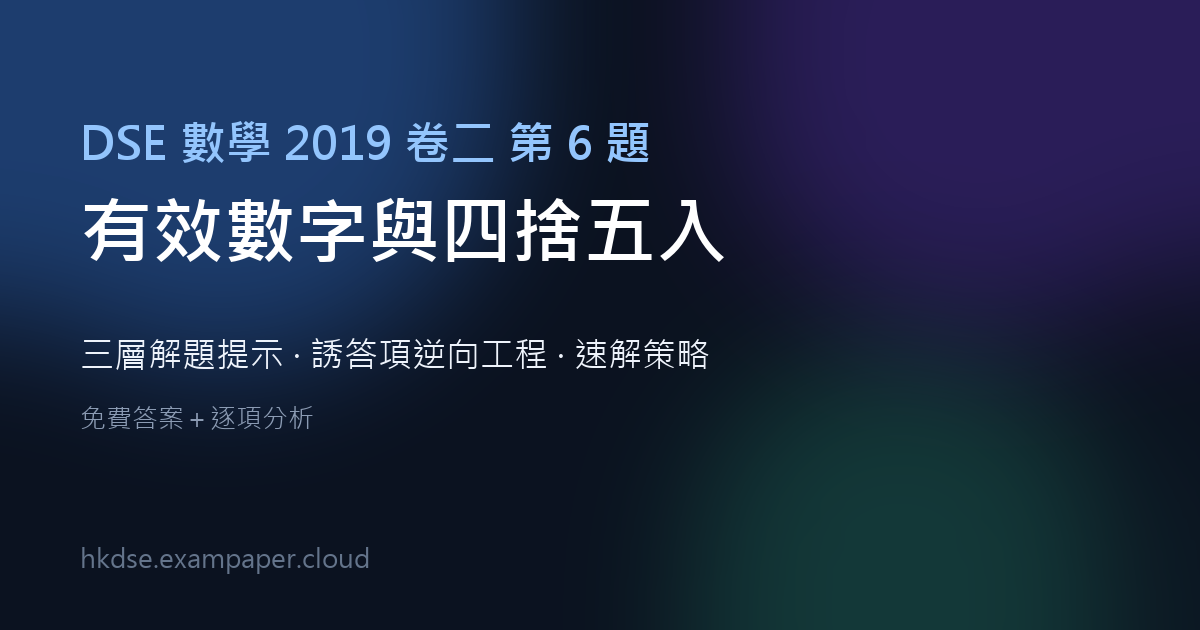 DSE 數學 2019 卷二 第 6 題
有效數字與四捨五入
三層解題提示 · 誘答項逆向工程 · 速解策略
免費答案 + 逐項分析
hkdse.exampaper.cloud